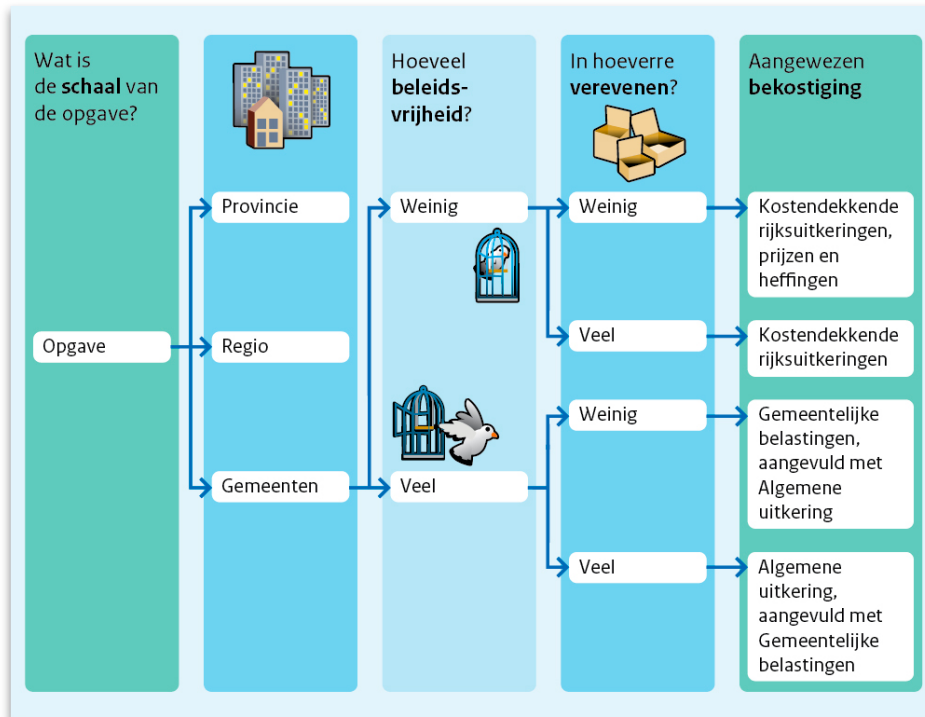 Wat is
de schaal van
de opgave?
Hoeveel
beleids-
vrijheid?
In hoeverre
verevenen?
Aangewezen
bekostiging
Opgave
Provincie
Regio
Gemeenten
Weinig
Veel
Weinig
Veel
Weinig
Veel
Kostendekkende
rijksuitkeringen,
prijzen en
heffingen
Kostendekkende
rijksuitkeringen
Gemeentelijke
belastingen,
aangevuld met
Algemene
uitkering
Algemene
uitkering,
aangevuld met
Gemeentelijke
belastingen